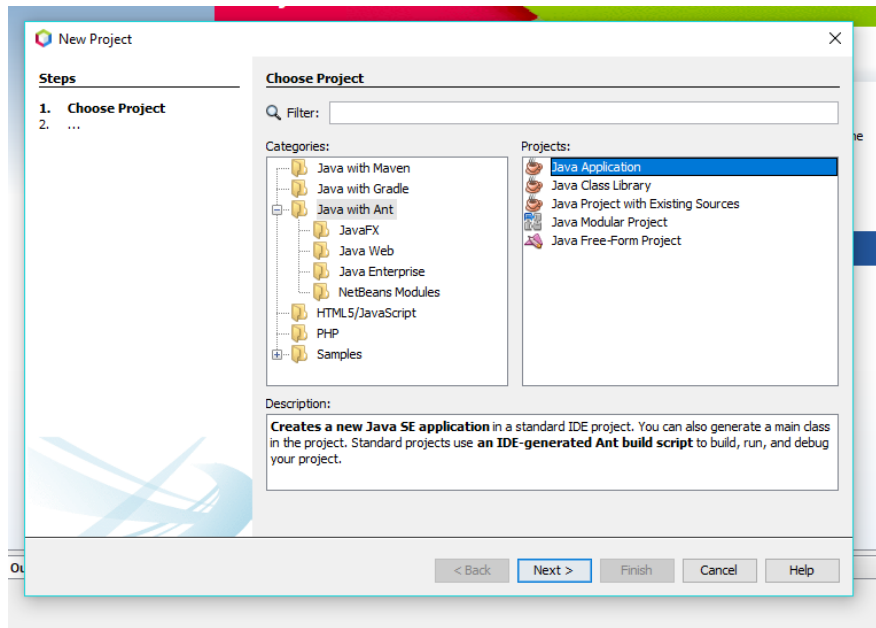 New Project
Steps
1. Choose Project
2. ...
Choose Project
Filter:
Categories:
Java with Maven
Java with Gradle
Java with Ant
JavaFX
Java Web
Java Enterprise
NetBeans Modules
HTML5/JavaScript
PHP
Samples
Projects:
Java Application
Java Class Library
Java Project with Existing Sources
Java Modular Project
Java Free-Form Project
Description:
Creates a new Java SE application in a standard IDE project. You can also generate a main class
in the project. Standard projects use an IDE-generated Ant build script to build, run, and debug
your project.
< Back
Next >
Finish
Cancel
Help